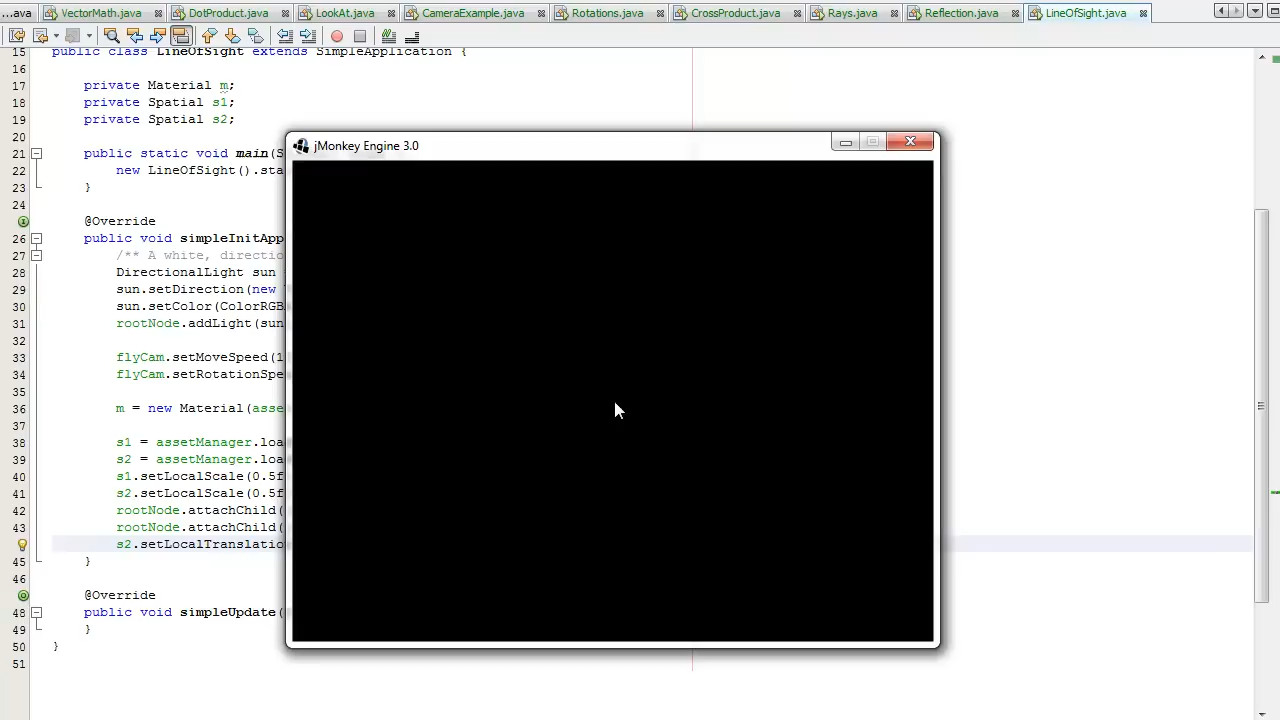 ...ava VectorMath.java DotProduct.java LookAt.java CameraExample.java Rotations.java CrossProduct.java Rays.java Reflection.java LineOfSight.java
15 public class LineOfSight extends SimpleApplication {
16
17 private Material m;
18 private Spatial s1;
19 private Spatial s2;
20
jMonkey Engine 3.0
21 public static void main(S
22 new LineOfSight().sta
23 }
24
@Override
26 public void simpleInitApp
27 /** A white, directio
28 DirectionalLight sun
29 sun.setDirection(new
30 sun.setColor(ColorRGB
31 rootNode.addLight(sun
32
33 flyCam.setMoveSpeed(1
34 flyCam.setRotationSpe
35
36 m = new Material(asse
37
38 s1 = assetManager.loa
39 s2 = assetManager.loa
40 s1.setLocalScale(0.5f
41 s2.setLocalScale(0.5f
42 rootNode.attachChild(
43 rootNode.attachChild(
s2.setLocalTranslatio
45 }
46
@Override
48 public void simpleUpdate(
49 }
50 }
51